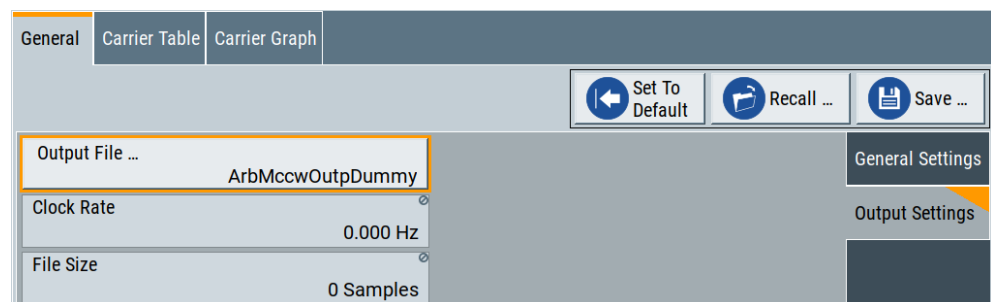 General
Carrier Table
Carrier Graph
Set To
Default
Recall ...
Save ...
Output File ...
ArbMccwOutpDummy
Clock Rate
0.000 Hz
File Size
0 Samples
General Settings
Output Settings